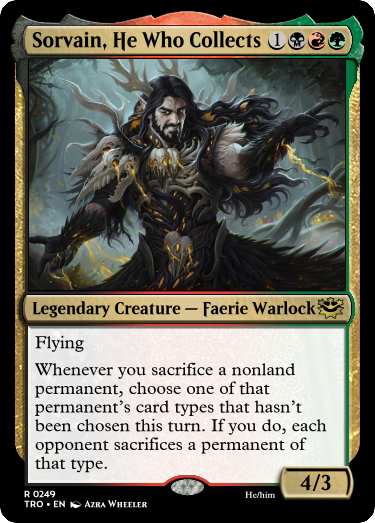 Sorvain, He Who Collects 1
Legendary Creature — Faerie Warlock
Flying
Whenever you sacrifice a nonland
permanent, choose one of that
permanent's card types that hasn't
been chosen this turn. If you do, each
opponent sacrifices a permanent of
that type.
4/3
R 0249
He/him
TRO • EN Azra Wheeler